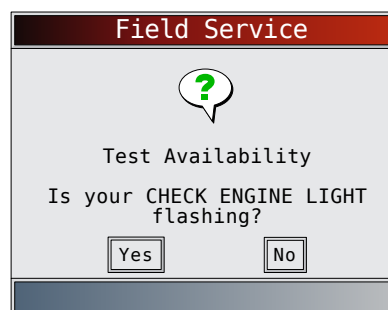 Field Service
?
Test Availability
Is your CHECK ENGINE LIGHT
flashing?
Yes
No